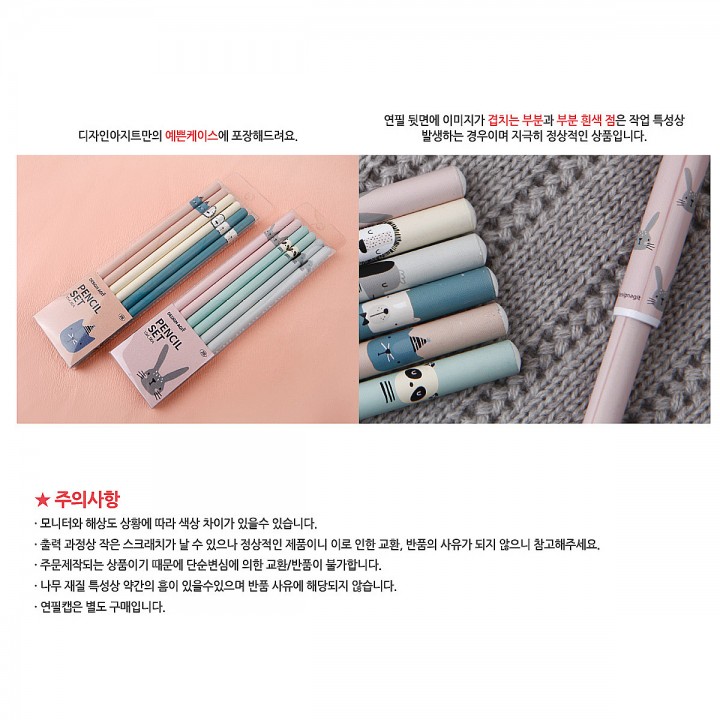 디자인아지트만의 예쁜케이스에 포장해드려요.
연필 뒷면에 이미지가 겹치는 부분과 부분 흰색 점은 작업 특성상
발생하는 경우이며 지극히 정상적인 상품입니다.
DESIGN AGIT
PENCIL
SET
DESIGN AGIT
PENCIL
SET
designagit
★ 주의사항
· 모니터와 해상도 상황에 따라 색상 차이가 있을수 있습니다.
· 출력 과정상 작은 스크래치가 날 수 있으나 정상적인 제품이니 이로 인한 교환, 반품의 사유가 되지 않으니 참고해주세요.
· 주문제작되는 상품이기 때문에 단순변심에 의한 교환/반품이 불가합니다.
· 나무 재질 특성상 약간의 흠이 있을수있으며 반품 사유에 해당되지 않습니다.
· 연필캡은 별도 구매입니다.